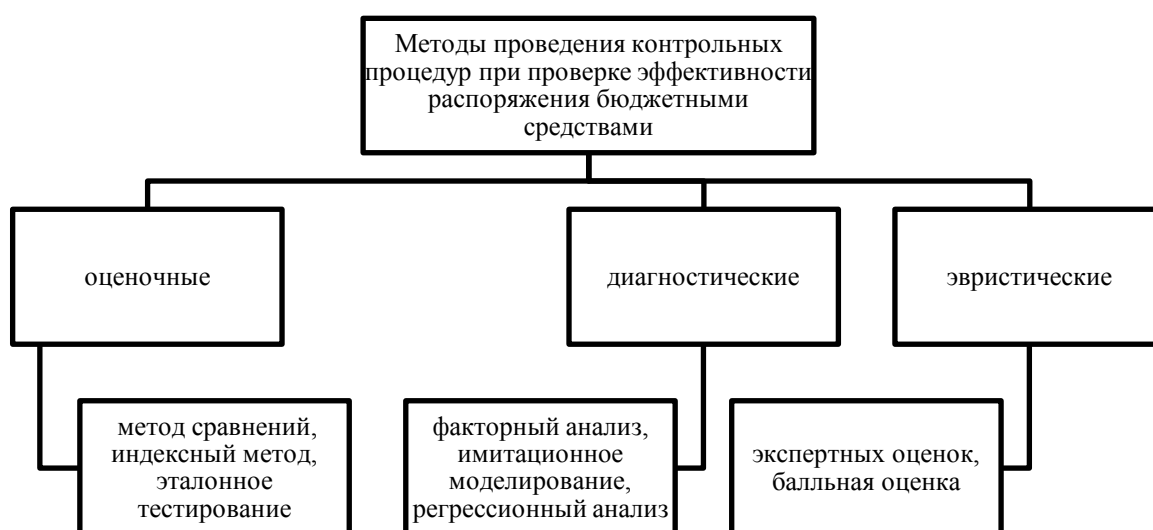 Методы проведения контрольных
процедур при проверке эффективности
распоряжения бюджетными
средствами
оценочные
диагностические
эвристические
метод сравнений,
индексный метод,
эталонное
тестирование
факторный анализ,
имитационное
моделирование,
регрессионный анализ
экспертных оценок,
балльная оценка